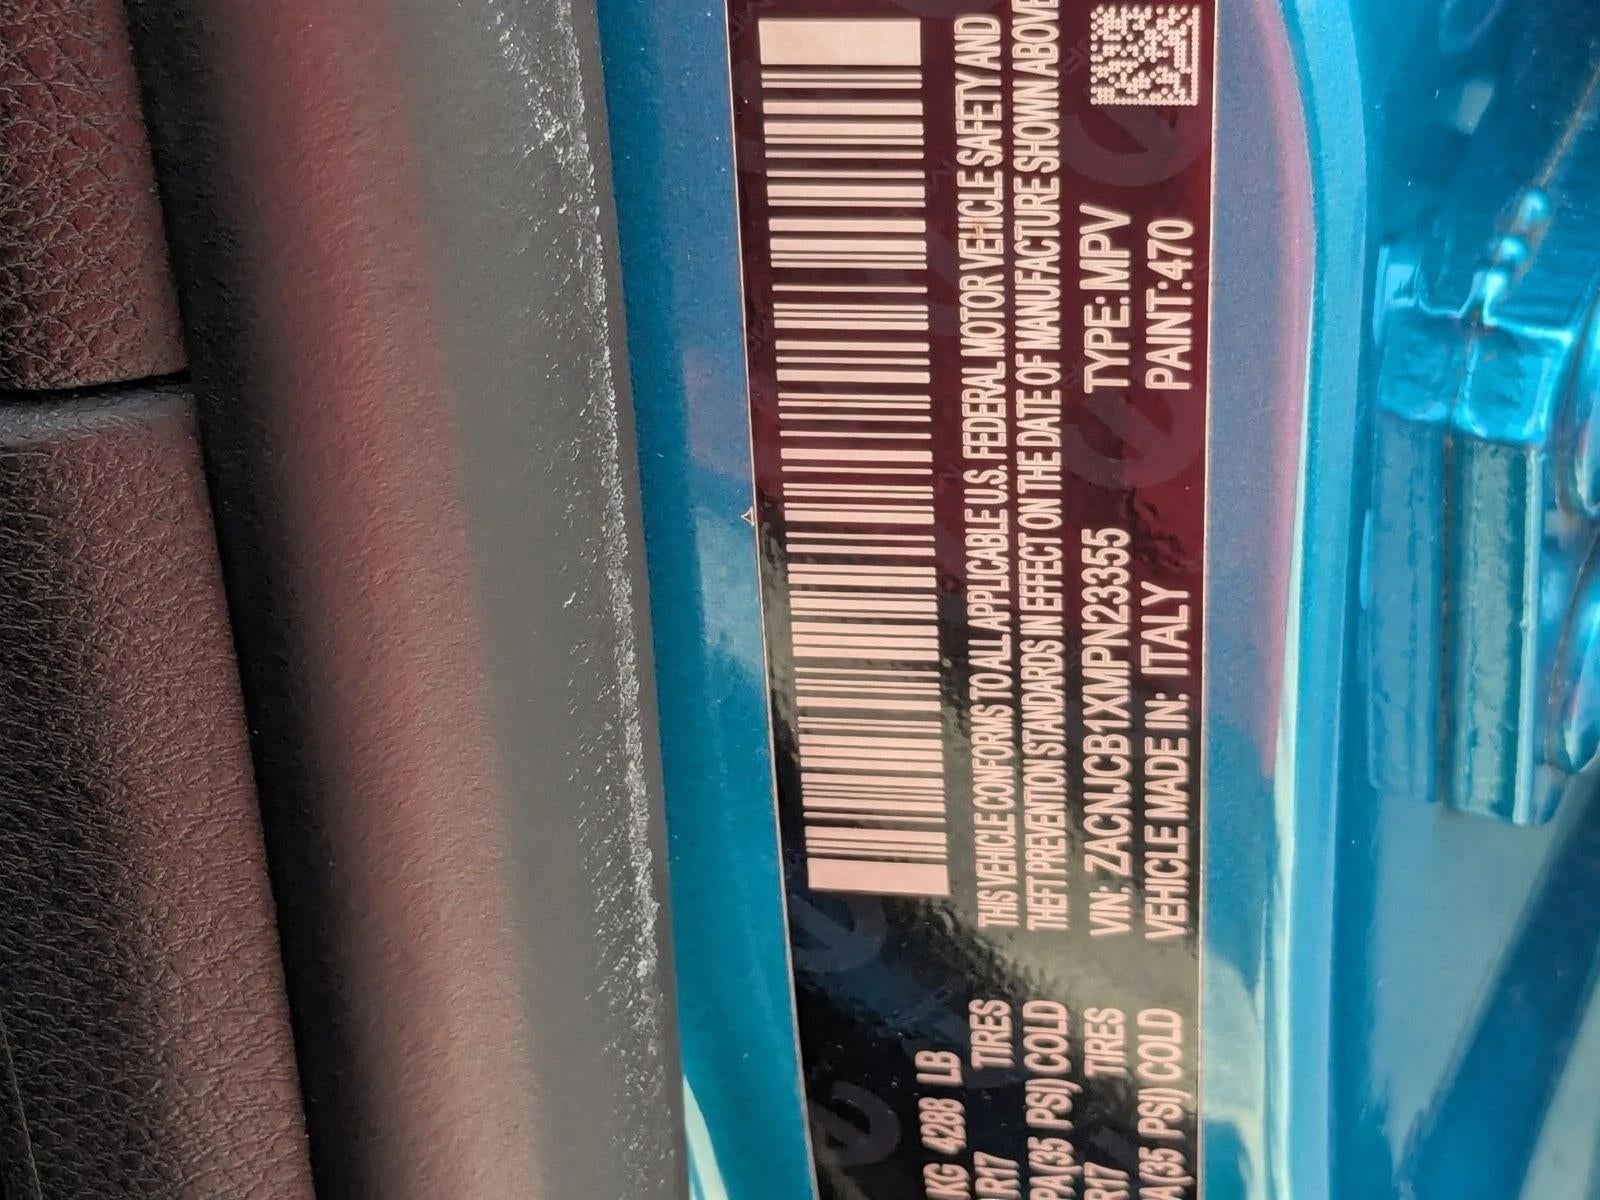 KG 4288 LB
R17 TIRES
PA(35 PSI) COLD
R17 TIRES
A(35 PSI) COLD
THIS VEHICLE CONFORMS TO ALL APPLICABLE U.S. FEDERAL MOTOR VEHICLE SAFETY AND
THEFT PREVENTION STANDARDS IN EFFECT ON THE DATE OF MANUFACTURE SHOWN ABOVE
VIN: ZACNJCB1XMPN23355 TYPE: MPV
VEHICLE MADE IN: ITALY PAINT:470